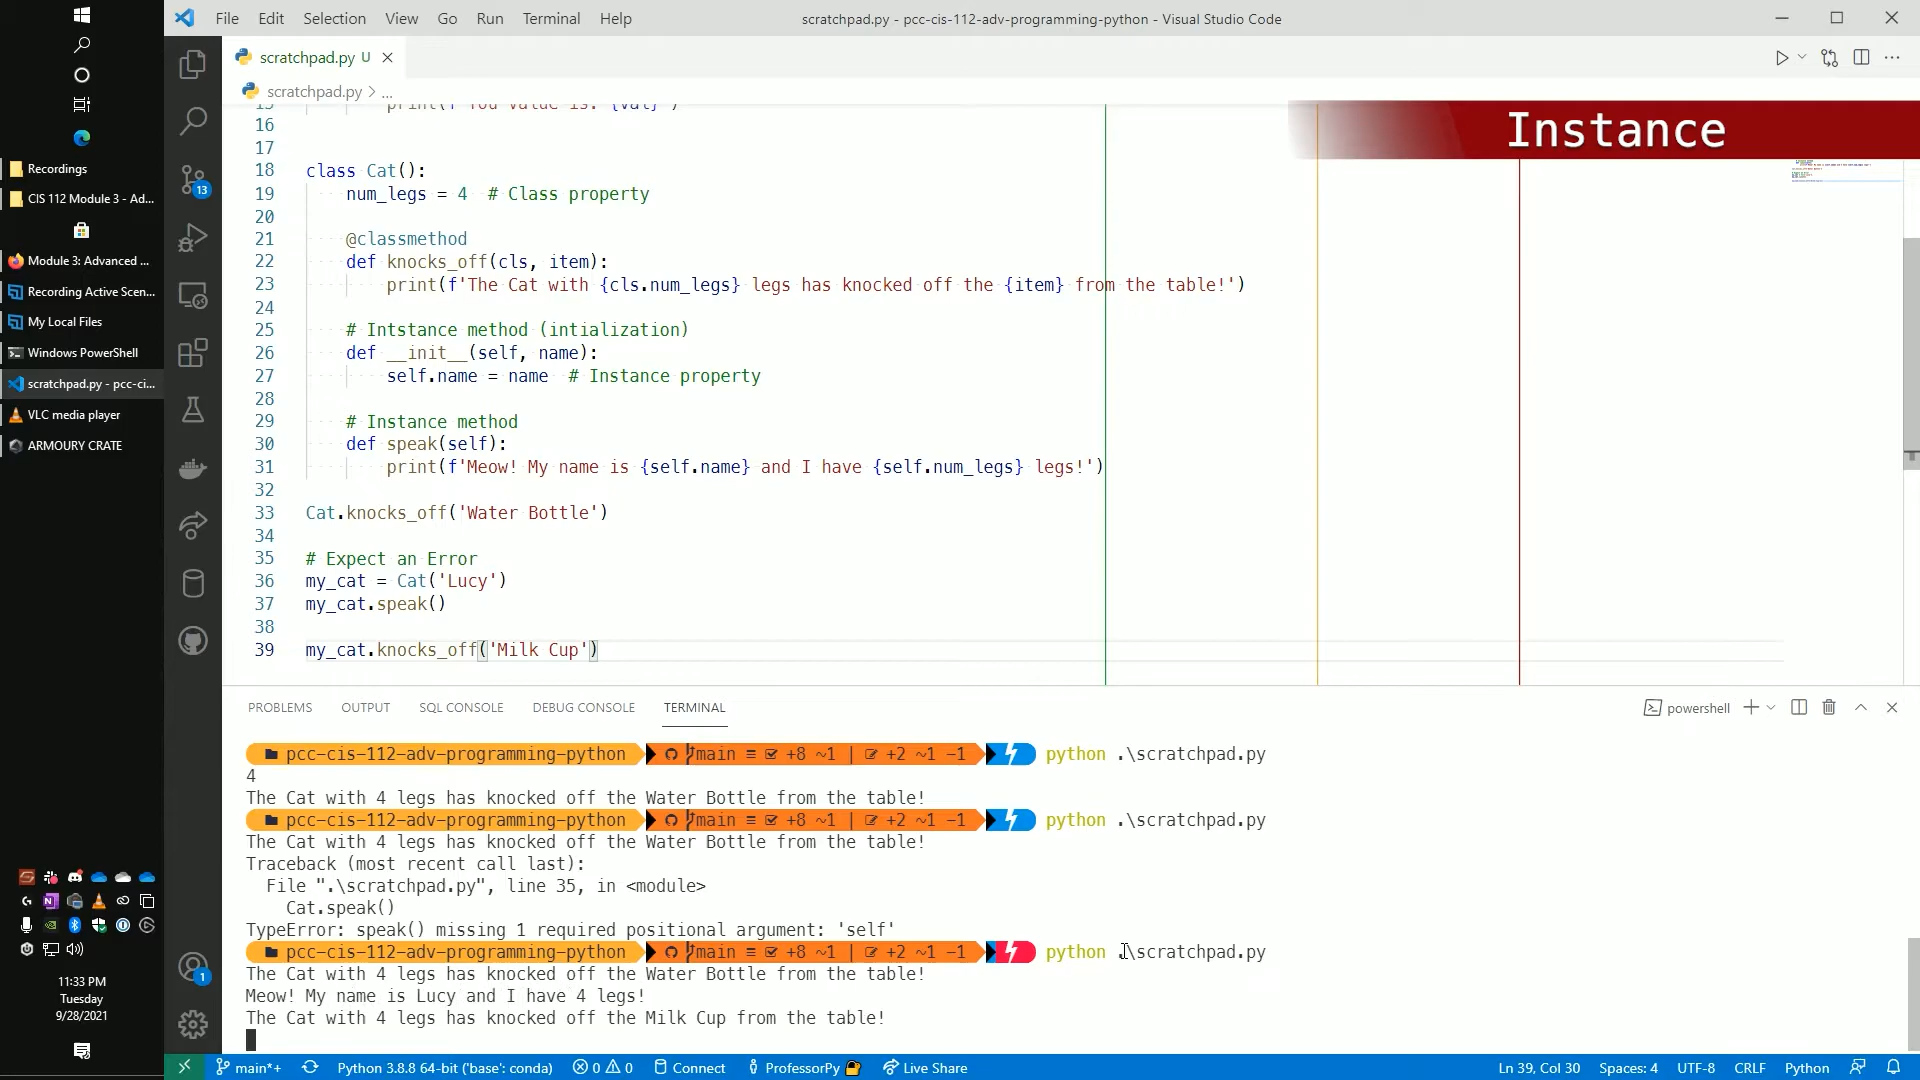 File Edit Selection View Go Run Terminal Help
scratchpad.py - pcc-cis-112-adv-programming-python - Visual Studio Code
scratchpad.py U
scratchpad.py > ...
Instance
16
17
18 class Cat():
19 num_legs = 4 # Class property
20
21 @classmethod
22 def knocks_off(cls, item):
23 print(f'The Cat with {cls.num_legs} legs has knocked off the {item} from the table!')
24
25 # Intstance method (intialization)
26 def __init__(self, name):
27 self.name = name # Instance property
28
29 # Instance method
30 def speak(self):
31 print(f'Meow! My name is {self.name} and I have {self.num_legs} legs!')
32
33 Cat.knocks_off('Water Bottle')
34
35 # Expect an Error
36 my_cat = Cat('Lucy')
37 my_cat.speak()
38
39 my_cat.knocks_off('Milk Cup')
PROBLEMS OUTPUT SQL CONSOLE DEBUG CONSOLE TERMINAL
powershell
pcc-cis-112-adv-programming-python main ≡ +8 ~1 | +2 ~1 -1 python .\scratchpad.py
4
The Cat with 4 legs has knocked off the Water Bottle from the table!
pcc-cis-112-adv-programming-python main ≡ +8 ~1 | +2 ~1 -1 python .\scratchpad.py
The Cat with 4 legs has knocked off the Water Bottle from the table!
Traceback (most recent call last):
File ".\scratchpad.py", line 35, in <module>
Cat.speak()
TypeError: speak() missing 1 required positional argument: 'self'
pcc-cis-112-adv-programming-python main ≡ +8 ~1 | +2 ~1 -1 python .\scratchpad.py
The Cat with 4 legs has knocked off the Water Bottle from the table!
Meow! My name is Lucy and I have 4 legs!
The Cat with 4 legs has knocked off the Milk Cup from the table!
main*+ Python 3.8.8 64-bit ('base': conda) 0 0 Connect ProfessorPy Live Share
Ln 39, Col 30 Spaces: 4 UTF-8 CRLF Python
Recordings
CIS 112 Module 3 - Ad...
Module 3: Advanced ...
Recording Active Scen...
My Local Files
Windows PowerShell
scratchpad.py - pcc-ci...
VLC media player
ARMOURY CRATE
13
1
11:33 PM
Tuesday
9/28/2021